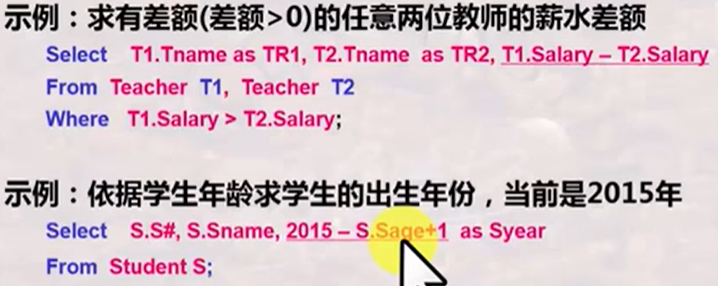 示例：求有差额(差额>0)的任意两位教师的薪水差额
Select T1.Tname as TR1, T2.Tname as TR2, T1.Salary – T2.Salary
From Teacher T1, Teacher T2
Where T1.Salary > T2.Salary;
示例：依据学生年龄求学生的出生年份，当前是2015年
Select S.S#, S.Sname, 2015 – S.Sage+1 as Syear
From Student S;